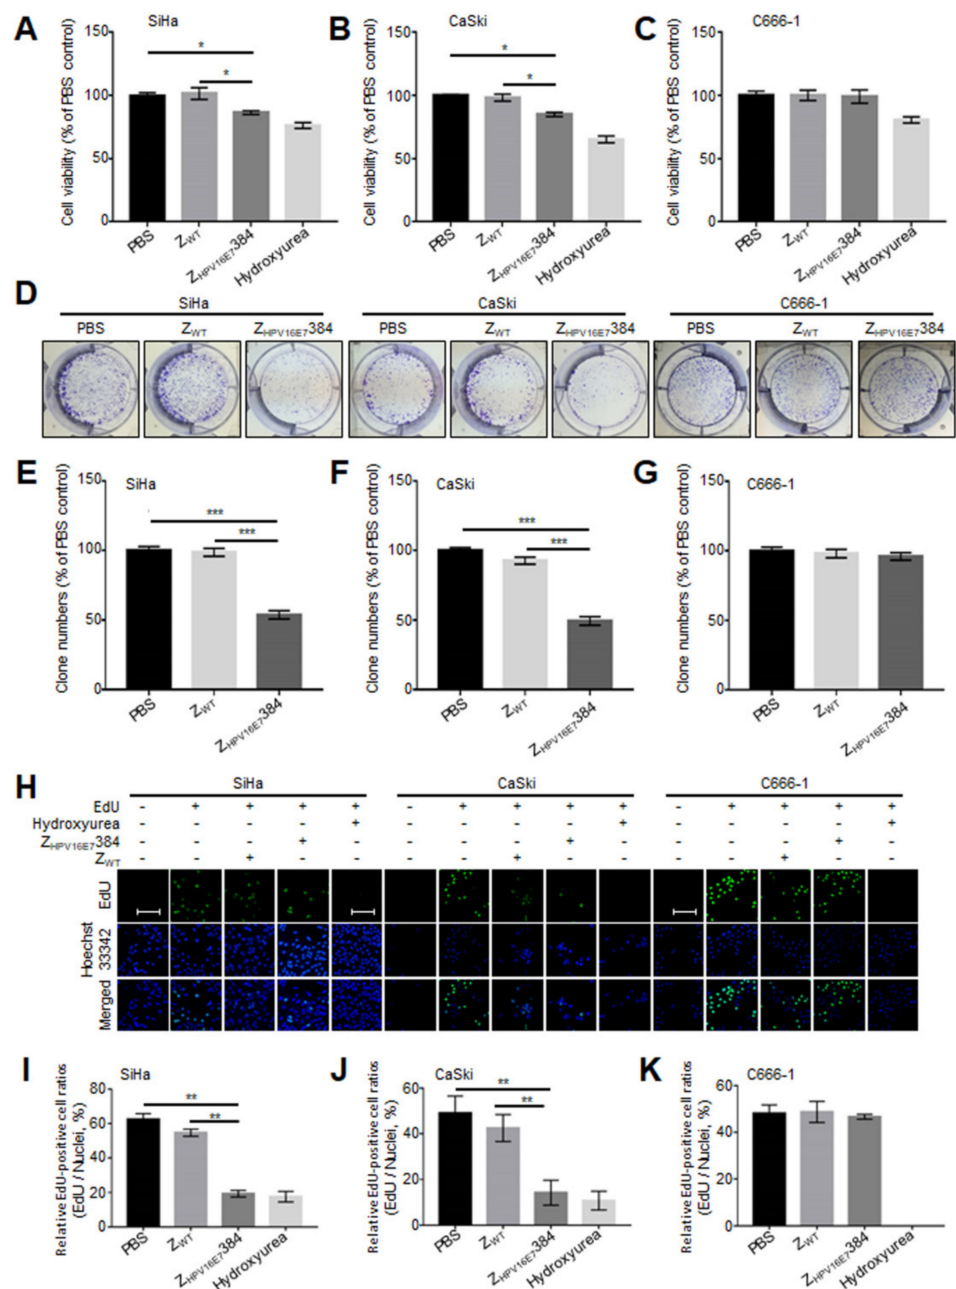 A
SiHa
Cell viability (% of PBS control)
150
100
50
0
*
*
PBS
ZWT
ZHPV16E7384
Hydroxyurea
B
CaSki
Cell viability (% of PBS control)
150
100
50
0
*
*
PBS
ZWT
ZHPV16E7384
Hydroxyurea
C
C666-1
Cell viability (% of PBS control)
150
100
50
0
PBS
ZWT
ZHPV16E7384
Hydroxyurea
D
SiHa CaSki C666-1
PBS ZWT ZHPV16E7384 PBS ZWT ZHPV16E7384 PBS ZWT ZHPV16E7384
E
SiHa
Clone numbers (% of PBS control)
150
100
50
0
***
***
PBS
ZWT
ZHPV16E7384
F
CaSki
Clone numbers (% of PBS control)
150
100
50
0
***
***
PBS
ZWT
ZHPV16E7384
G
C666-1
Clone numbers (% of PBS control)
150
100
50
0
PBS
ZWT
ZHPV16E7384
H
SiHa CaSki C666-1
EdU - + + + + - + + + + - + + + +
Hydroxyurea - - - - + - - - - + - - - - +
ZHPV16E7384 - - - + - - - - + - - - - + -
ZWT - - + - - - - + - - - - + - -
EdU
Hoechst 33342
Merged
I
SiHa
Relative EdU-positive cell ratios
(EdU / Nuclei, %)
80
60
40
20
0
**
**
PBS
ZWT
ZHPV16E7384
Hydroxyurea
J
CaSki
Relative EdU-positive cell ratios
(EdU / Nuclei, %)
60
40
20
0
**
**
PBS
ZWT
ZHPV16E7384
Hydroxyurea
K
C666-1
Relative EdU-positive cell ratios
(EdU / Nuclei, %)
60
40
20
0
PBS
ZWT
ZHPV16E7384
Hydroxyurea